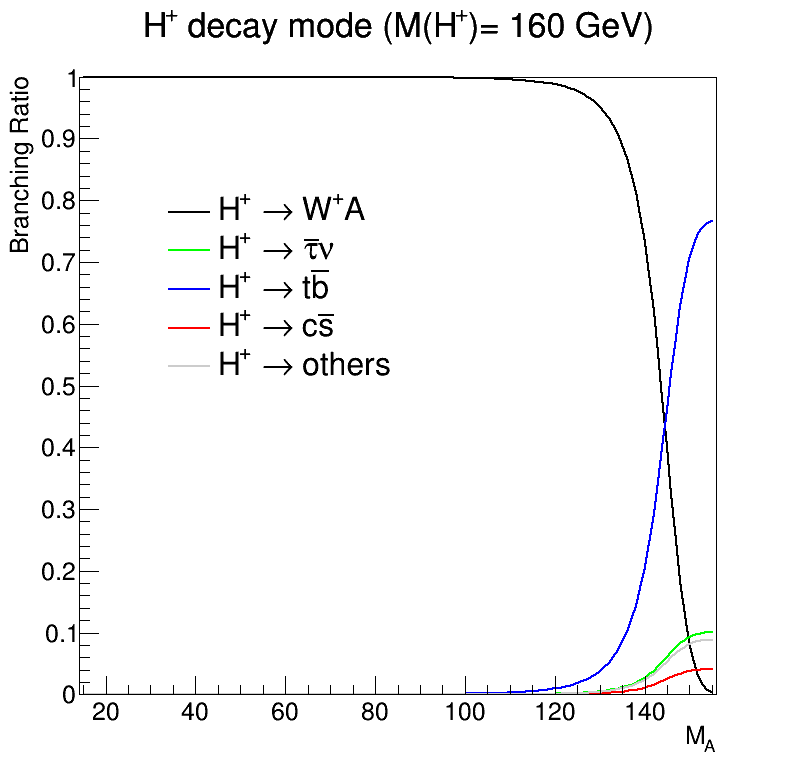 H⁺ decay mode (M(H⁺)= 160 GeV)
Branching Ratio
1
0.9
0.8
0.7
0.6
0.5
0.4
0.3
0.2
0.1
0
H⁺ → W⁺A
H⁺ → τ̅ν
H⁺ → tb̅
H⁺ → cs̅
H⁺ → others
20 40 60 80 100 120 140
M_A